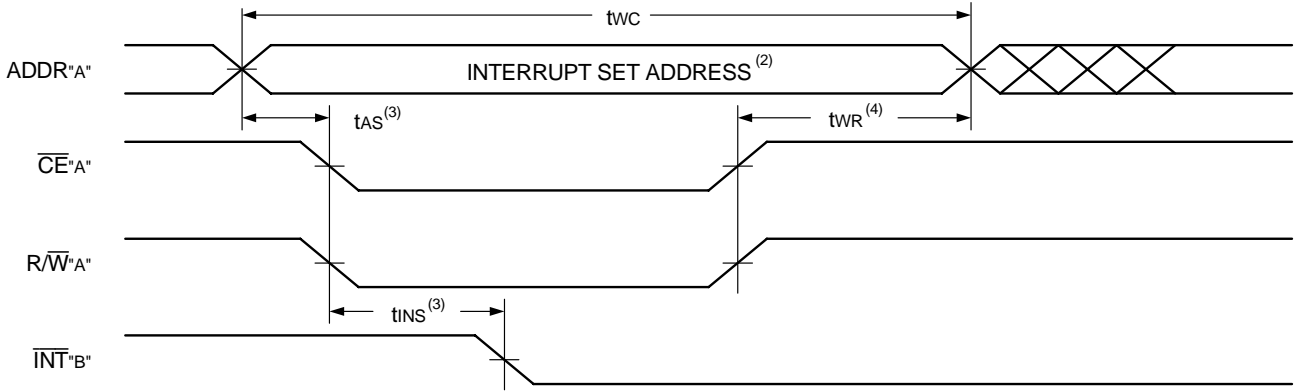 tWC
ADDR"A"
INTERRUPT SET ADDRESS (2)
tAS(3)
tWR(4)
CE"A"
R/W"A"
tINS(3)
INT"B"